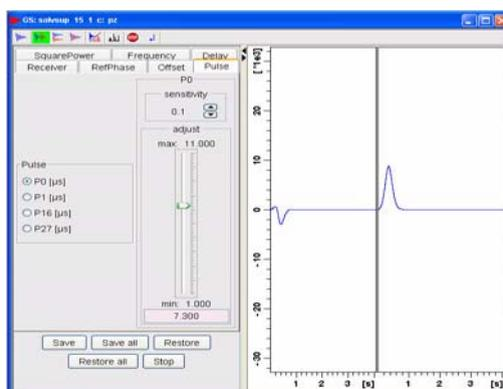 GS: solvsup 15 1 c: pz
SquarePower Frequency Delay
Receiver RefPhase Offset Pulse
P0
sensitivity
0.1
adjust
max: 11.000
Pulse
P0 [µs]
P1 [µs]
P16 [µs]
P27 [µs]
min: 1.000
7.300
Save Save all Restore
Restore all Stop
[*1e3]
30
20
10
0
-10
-20
-30
1 2 3 [s] 1 2 3 [s]